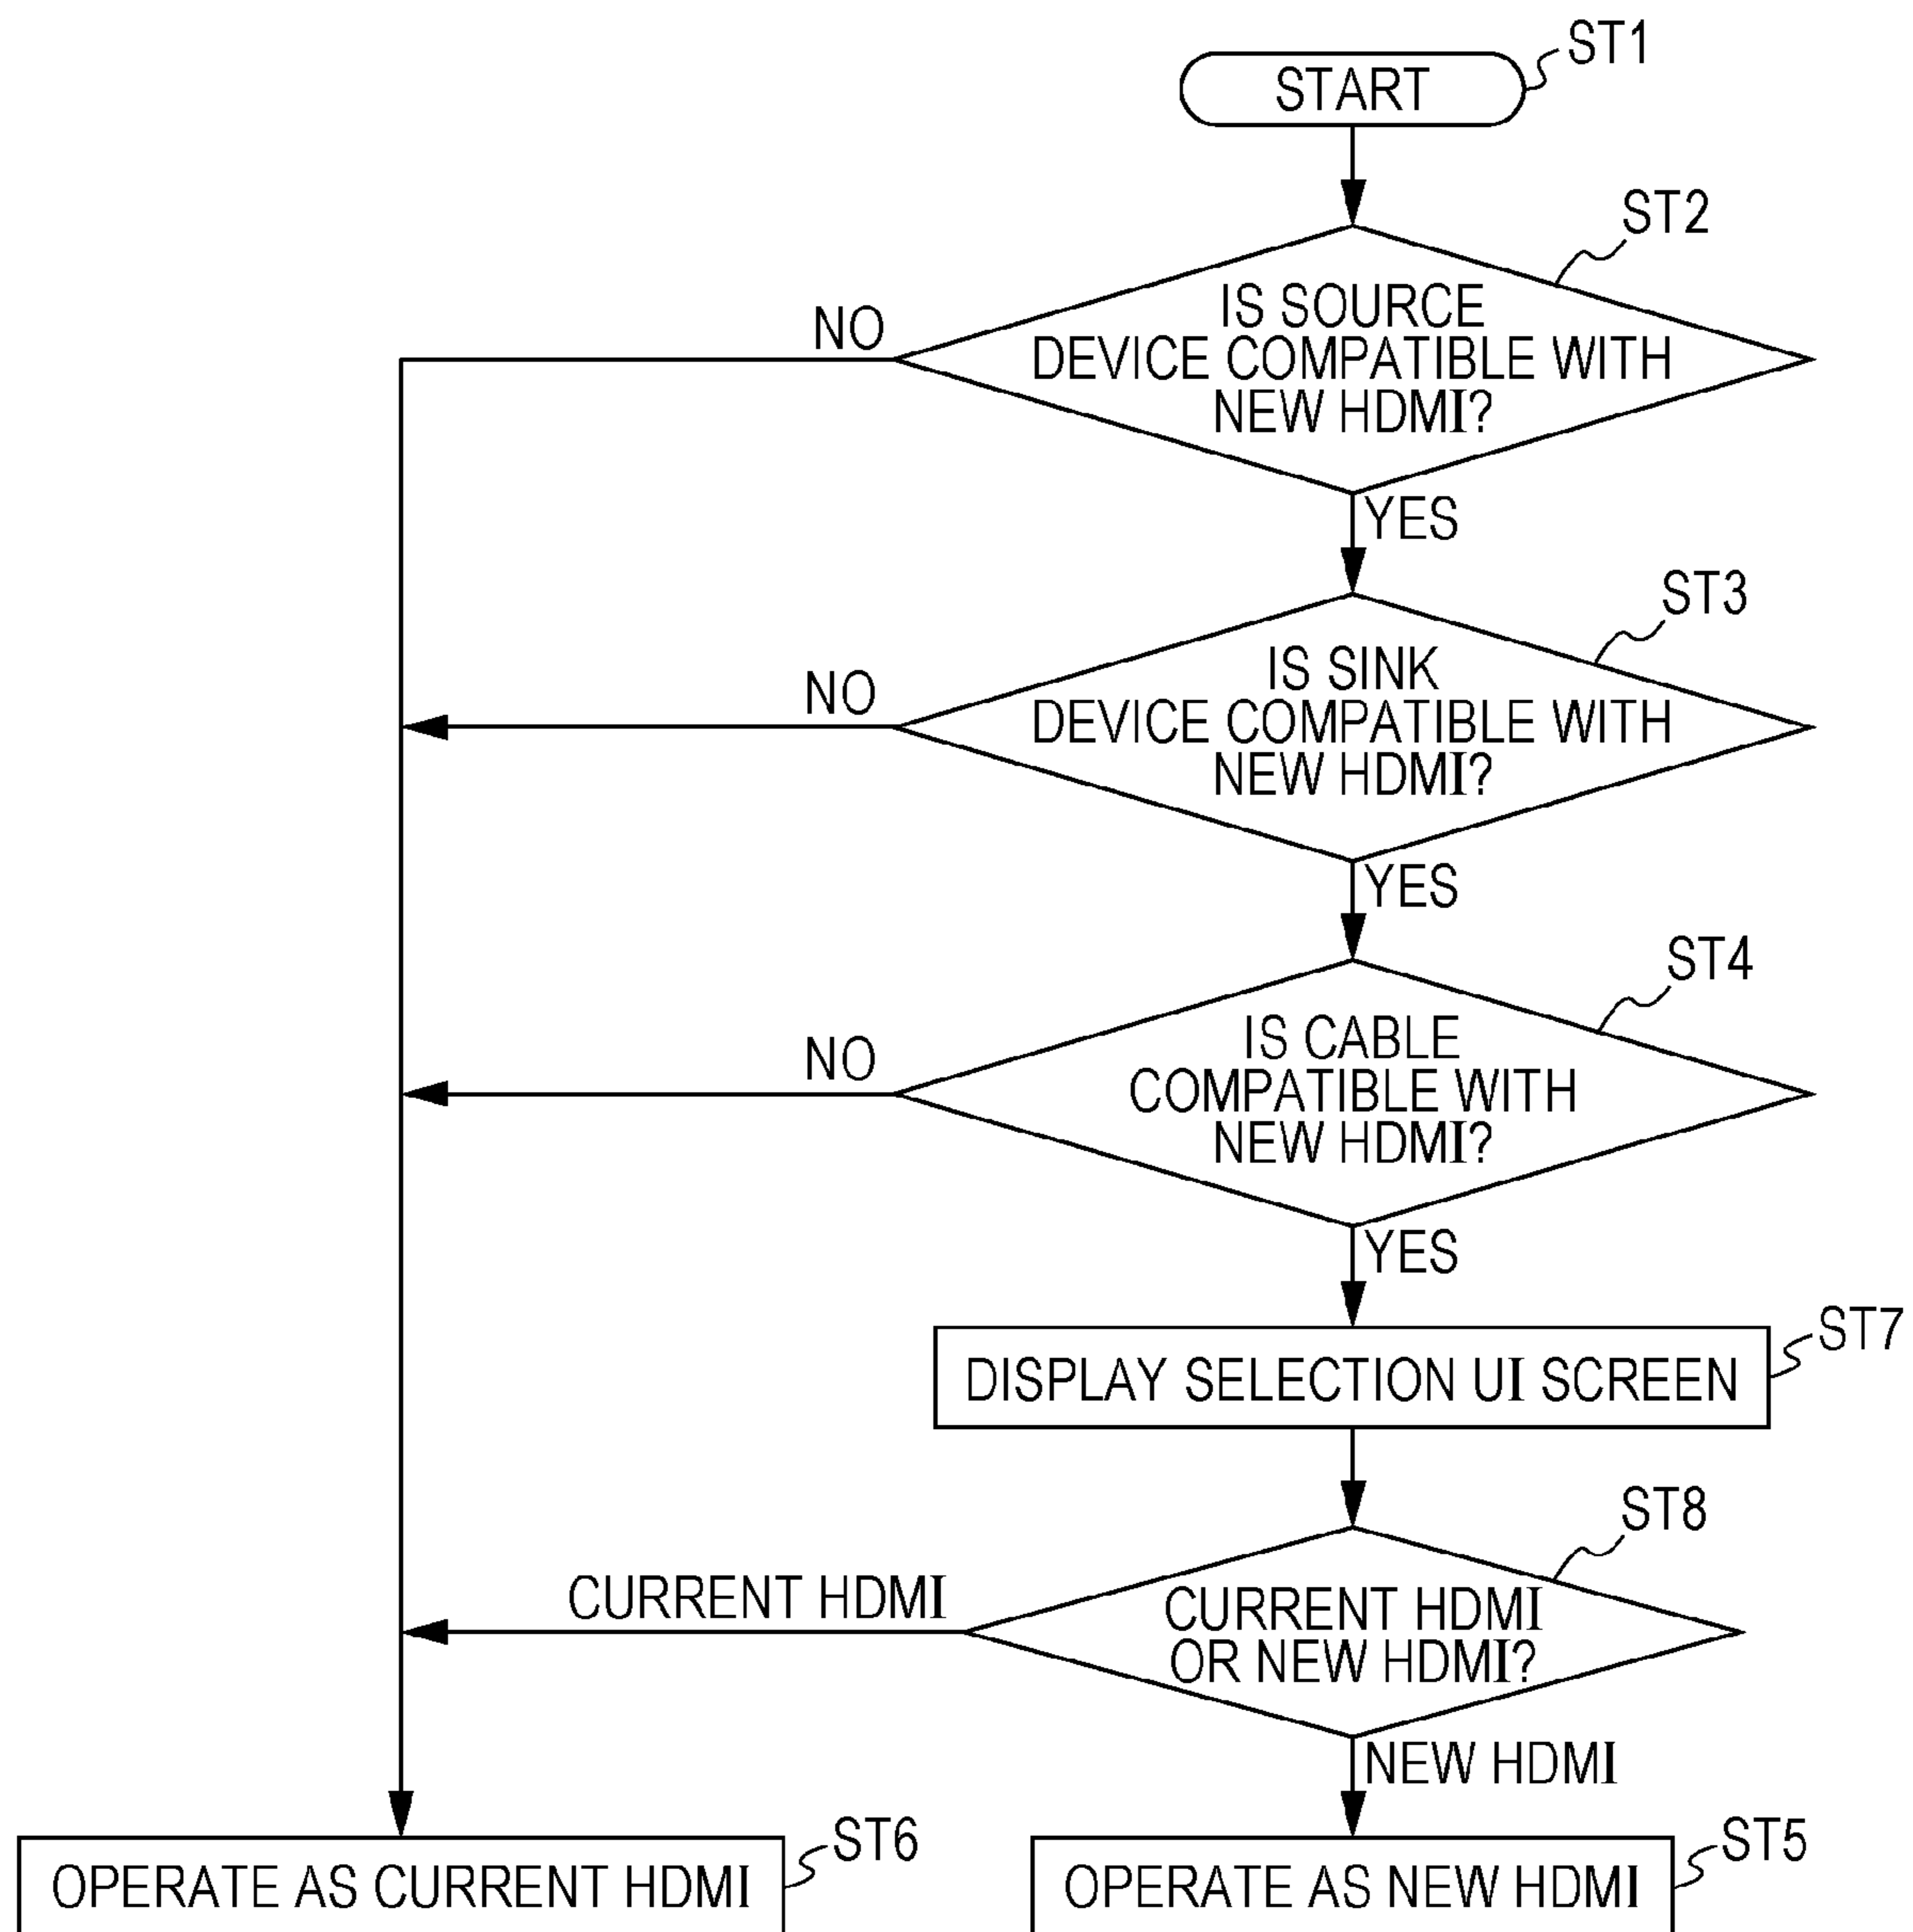 ST1
START
ST2
IS SOURCE
DEVICE COMPATIBLE WITH
NEW HDMI?
NO
YES
ST3
IS SINK
DEVICE COMPATIBLE WITH
NEW HDMI?
NO
YES
ST4
IS CABLE
COMPATIBLE WITH
NEW HDMI?
NO
YES
ST7
DISPLAY SELECTION UI SCREEN
ST8
CURRENT HDMI
OR NEW HDMI?
CURRENT HDMI
NEW HDMI
ST6
OPERATE AS CURRENT HDMI
ST5
OPERATE AS NEW HDMI